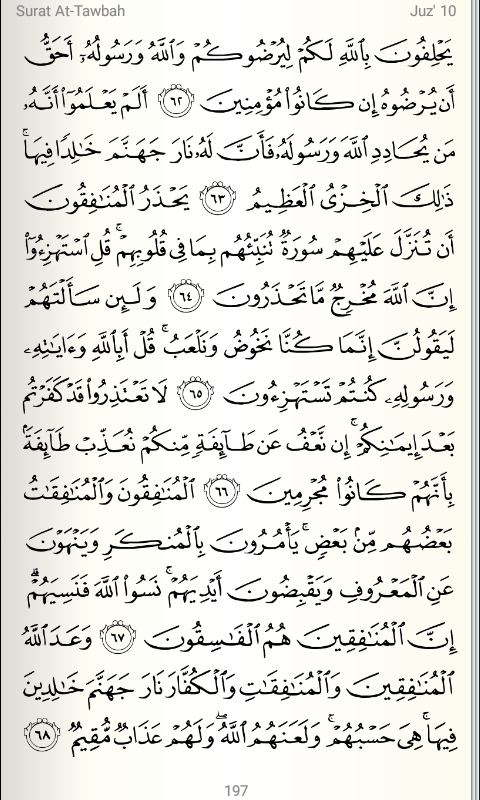 Surat At-Tawbah Juz' 10
يَحْلِفُونَ بِٱللَّهِ لَكُمْ لِيُرْضُوكُمْ وَٱللَّهُ وَرَسُولُهُۥٓ أَحَقُّ
أَن يُرْضُوهُ إِن كَانُوا۟ مُؤْمِنِينَ ٦٢ أَلَمْ يَعْلَمُوٓا۟ أَنَّهُۥ
مَن يُحَادِدِ ٱللَّهَ وَرَسُولَهُۥ فَأَنَّ لَهُۥ نَارَ جَهَنَّمَ خَـٰلِدًا فِيهَا ۚ
ذَٰلِكَ ٱلْخِزْىُ ٱلْعَظِيمُ ٦٣ يَحْذَرُ ٱلْمُنَـٰفِقُونَ
أَن تُنَزَّلَ عَلَيْهِمْ سُورَةٌ تُنَبِّئُهُم بِمَا فِى قُلُوبِهِمْ ۚ قُلِ ٱسْتَهْزِءُوٓا۟
إِنَّ ٱللَّهَ مُخْرِجٌ مَّا تَحْذَرُونَ ٦٤ وَلَئِن سَأَلْتَهُمْ
لَيَقُولُنَّ إِنَّمَا كُنَّا نَخُوضُ وَنَلْعَبُ ۚ قُلْ أَبِٱللَّهِ وَءَايَـٰتِهِۦ
وَرَسُولِهِۦ كُنتُمْ تَسْتَهْزِءُونَ ٦٥ لَا تَعْتَذِرُوا۟ قَدْ كَفَرْتُم
بَعْدَ إِيمَـٰنِكُمْ ۚ إِن نَّعْفُ عَن طَآئِفَةٍ مِّنكُمْ نُعَذِّبْ طَآئِفَةًۢ
بِأَنَّهُمْ كَانُوا۟ مُجْرِمِينَ ٦٦ ٱلْمُنَـٰفِقُونَ وَٱلْمُنَـٰفِقَـٰتُ
بَعْضُهُم مِّنۢ بَعْضٍ ۚ يَأْمُرُونَ بِٱلْمُنكَرِ وَيَنْهَوْنَ
عَنِ ٱلْمَعْرُوفِ وَيَقْبِضُونَ أَيْدِيَهُمْ ۚ نَسُوا۟ ٱللَّهَ فَنَسِيَهُمْ ۗ
إِنَّ ٱلْمُنَـٰفِقِينَ هُمُ ٱلْفَـٰسِقُونَ ٦٧ وَعَدَ ٱللَّهُ
ٱلْمُنَـٰفِقِينَ وَٱلْمُنَـٰفِقَـٰتِ وَٱلْكُفَّارَ نَارَ جَهَنَّمَ خَـٰلِدِينَ
فِيهَا ۚ هِىَ حَسْبُهُمْ ۚ وَلَعَنَهُمُ ٱللَّهُ ۖ وَلَهُمْ عَذَابٌ مُّقِيمٌ ٦٨
197